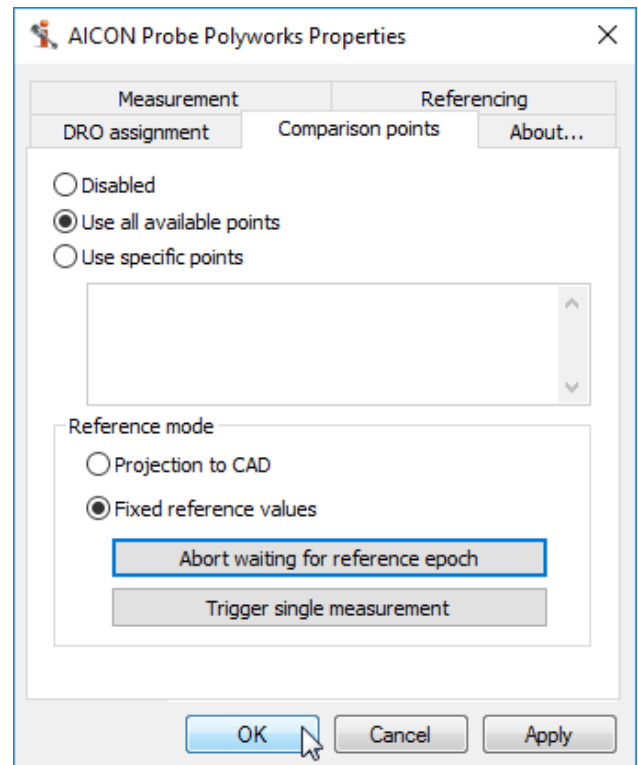 AICON Probe Polyworks Properties
Measurement Referencing
DRO assignment Comparison points About...
Disabled
Use all available points
Use specific points
Reference mode
Projection to CAD
Fixed reference values
Abort waiting for reference epoch
Trigger single measurement
OK Cancel Apply